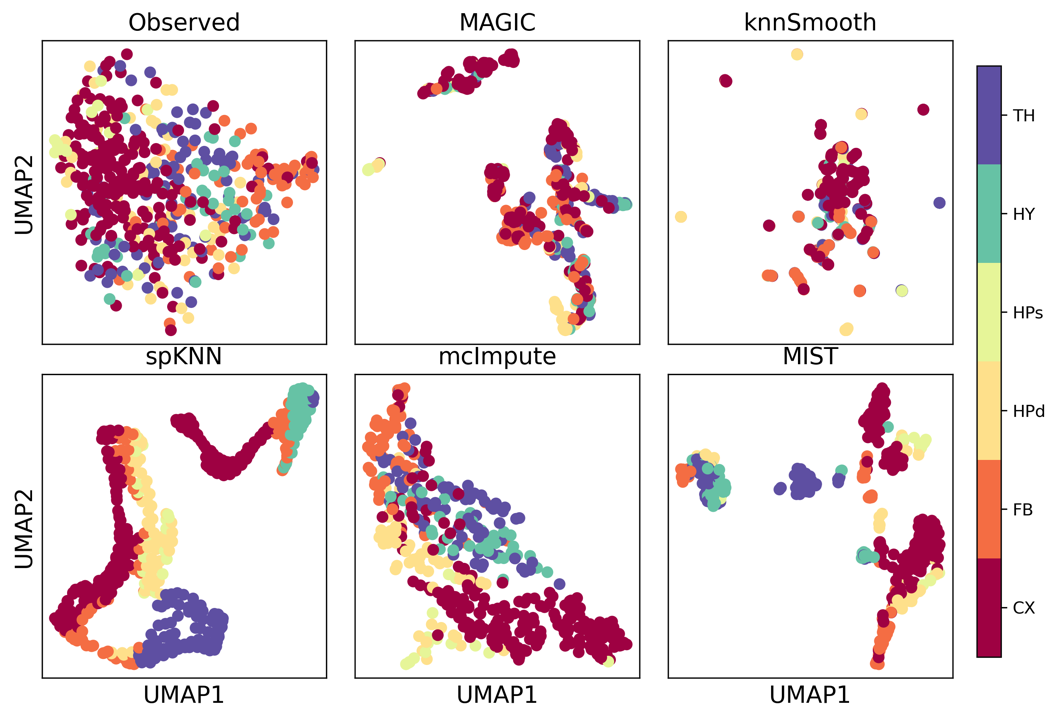 Observed
MAGIC
knnSmooth
UMAP2
TH
HY
HPs
HPd
FB
CX
spKNN
mcImpute
MIST
UMAP2
UMAP1
UMAP1
UMAP1